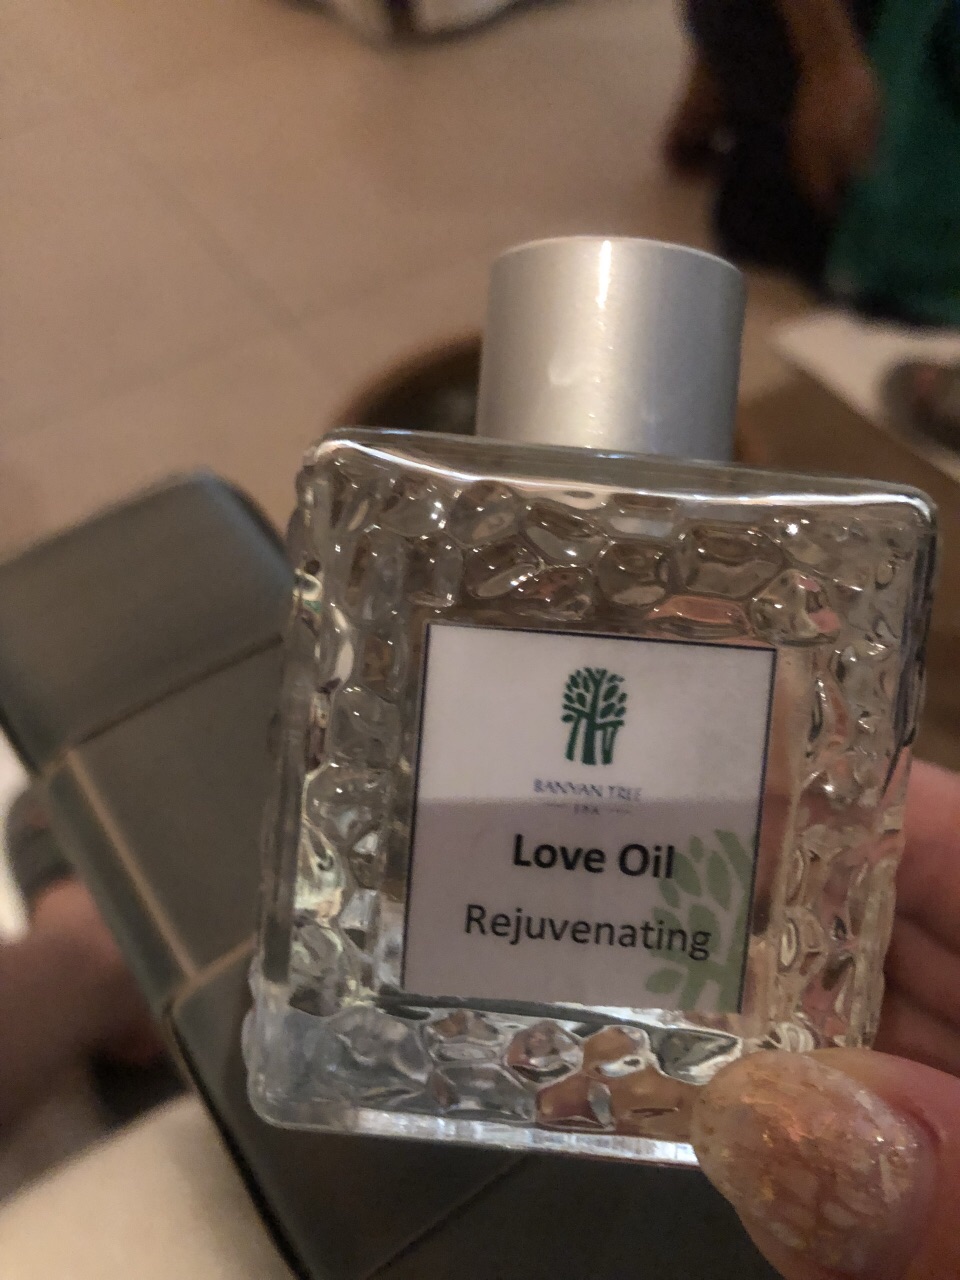 BANYAN TREE
SPA
Love Oil
Rejuvenating